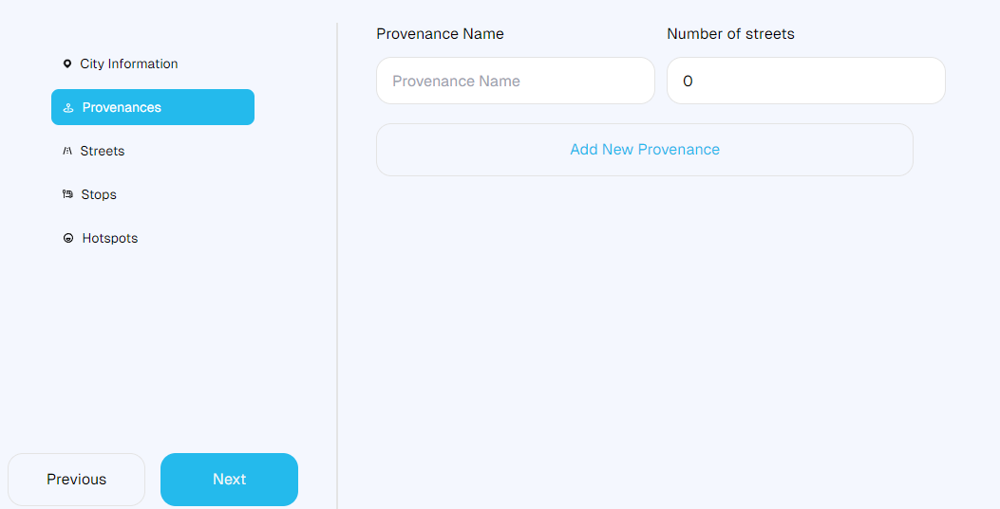 City Information
Provenances
Streets
Stops
Hotspots
Previous
Next
Provenance Name
Number of streets
Provenance Name
0
Add New Provenance